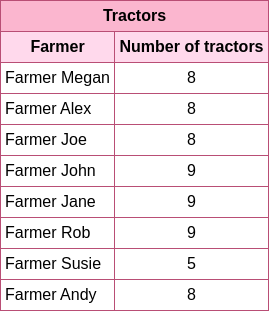 Tractors
Farmer Number of tractors
Farmer Megan 8
Farmer Alex 8
Farmer Joe 8
Farmer John 9
Farmer Jane 9
Farmer Rob 9
Farmer Susie 5
Farmer Andy 8